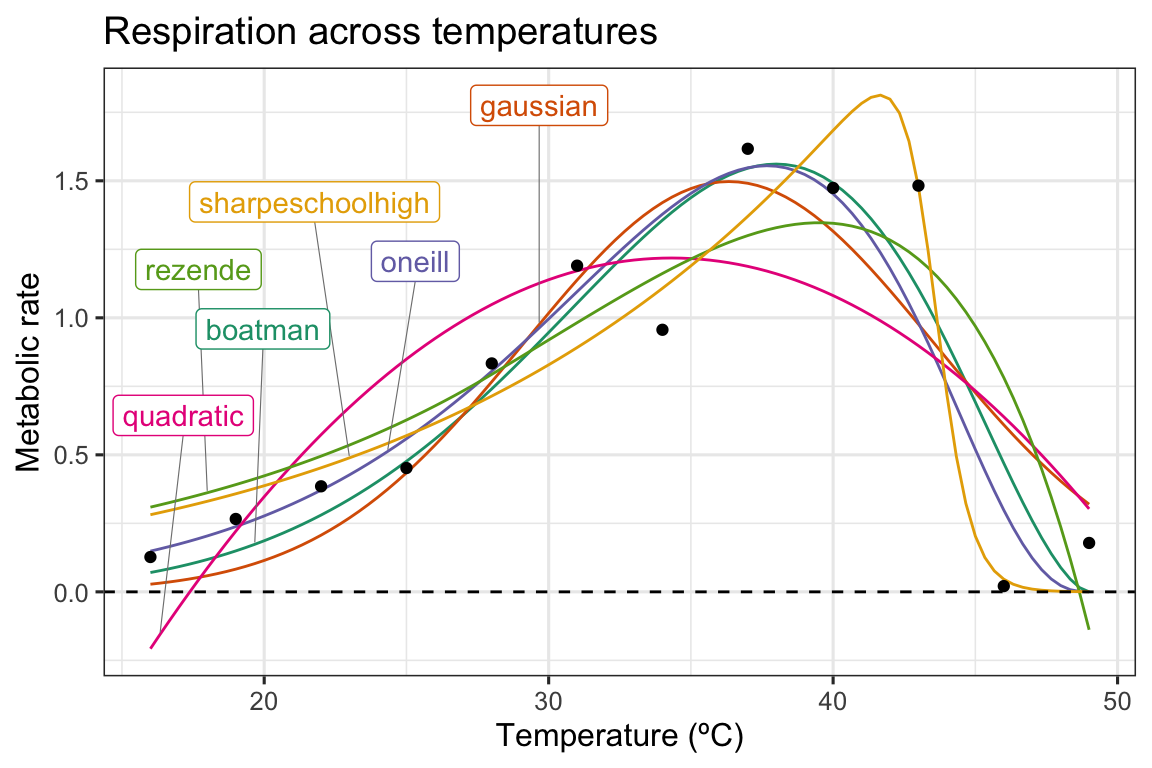 Respiration across temperatures
gaussian
sharpeschoolhigh
oneill
rezende
boatman
quadratic
Metabolic rate
1.5
1.0
0.5
0.0
20 30 40 50
Temperature (ºC)